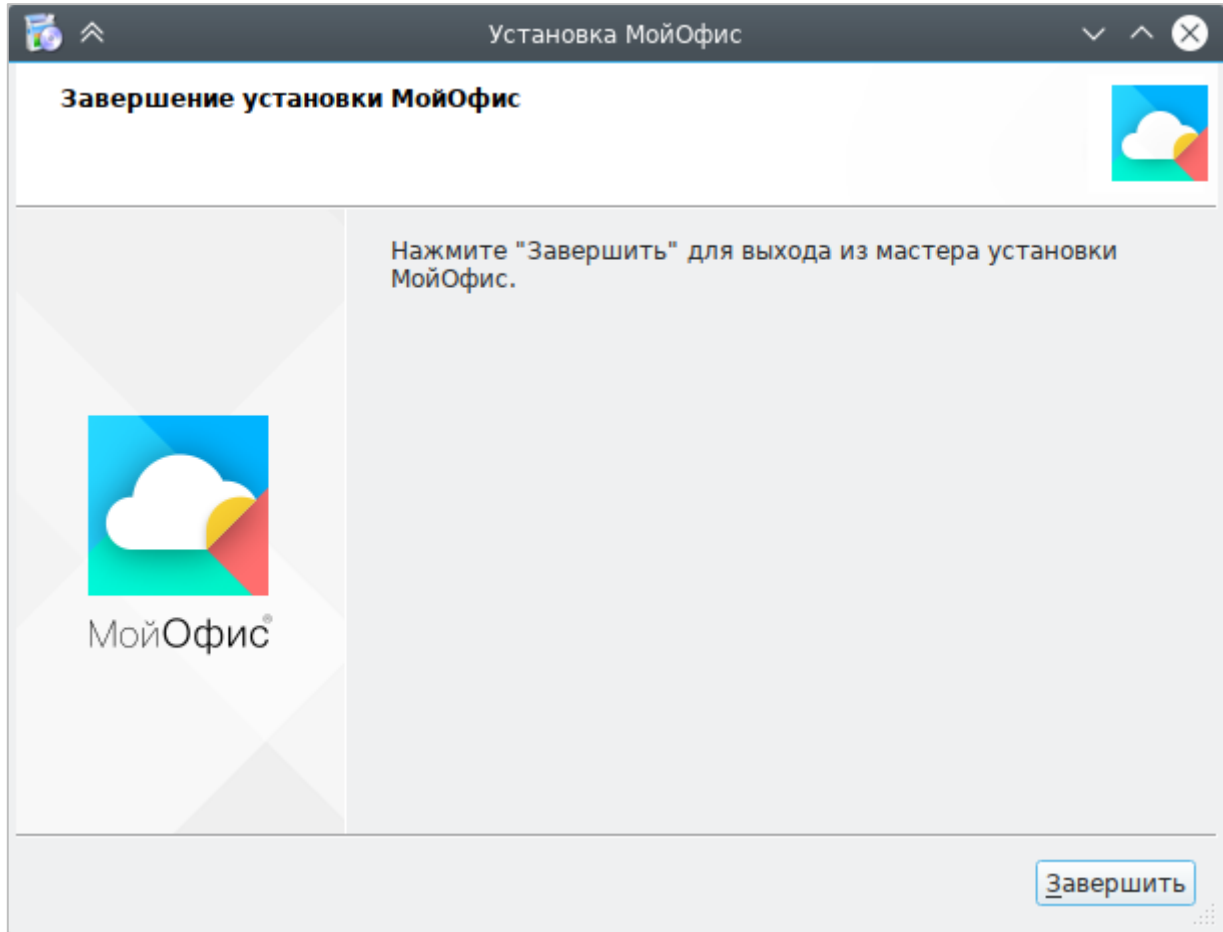 Установка МойОфис
Завершение установки МойОфис
Нажмите "Завершить" для выхода из мастера установки
МойОфис.
МойОфис®
Завершить